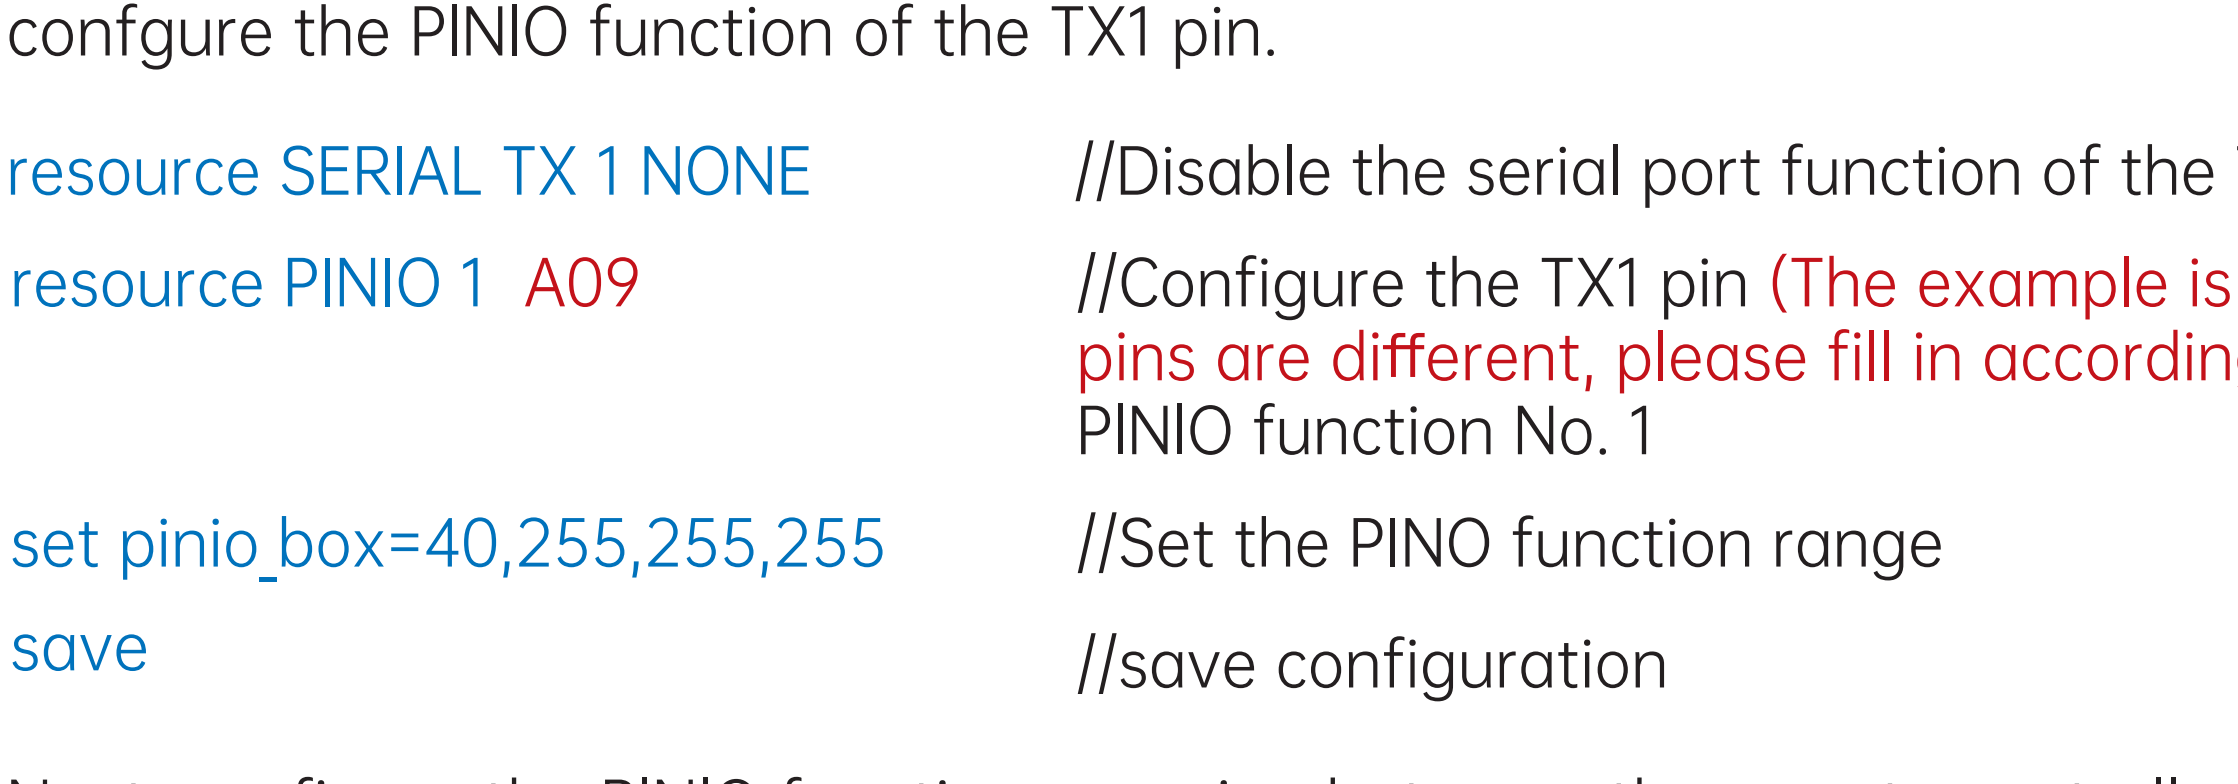 confgure the PINIO function of the TX1 pin.
resource SERIAL TX 1 NONE //Disable the serial port function of the
resource PINIO 1 A09 //Configure the TX1 pin (The example is
pins are different, please fill in
PINIO function No. 1
set pinio_box=40,255,255,255 //Set the PINO function range
save //save configuration